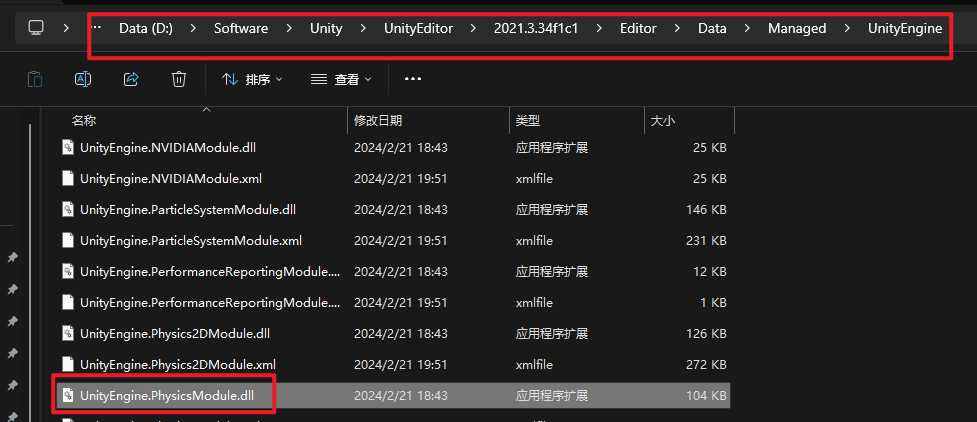 … > Data (D:) > Software > Unity > UnityEditor > 2021.3.34f1c1 > Editor > Data > Managed > UnityEngine
排序 查看 •••
名称 修改日期 类型 大小
UnityEngine.NVIDIAModule.dll 2024/2/21 18:43 应用程序扩展 25 KB
UnityEngine.NVIDIAModule.xml 2024/2/21 19:51 xmlfile 25 KB
UnityEngine.ParticleSystemModule.dll 2024/2/21 18:43 应用程序扩展 146 KB
UnityEngine.ParticleSystemModule.xml 2024/2/21 19:51 xmlfile 231 KB
UnityEngine.PerformanceReportingModule.... 2024/2/21 18:43 应用程序扩展 12 KB
UnityEngine.PerformanceReportingModule.... 2024/2/21 19:51 xmlfile 1 KB
UnityEngine.Physics2DModule.dll 2024/2/21 18:43 应用程序扩展 126 KB
UnityEngine.Physics2DModule.xml 2024/2/21 19:51 xmlfile 272 KB
UnityEngine.PhysicsModule.dll 2024/2/21 18:43 应用程序扩展 104 KB